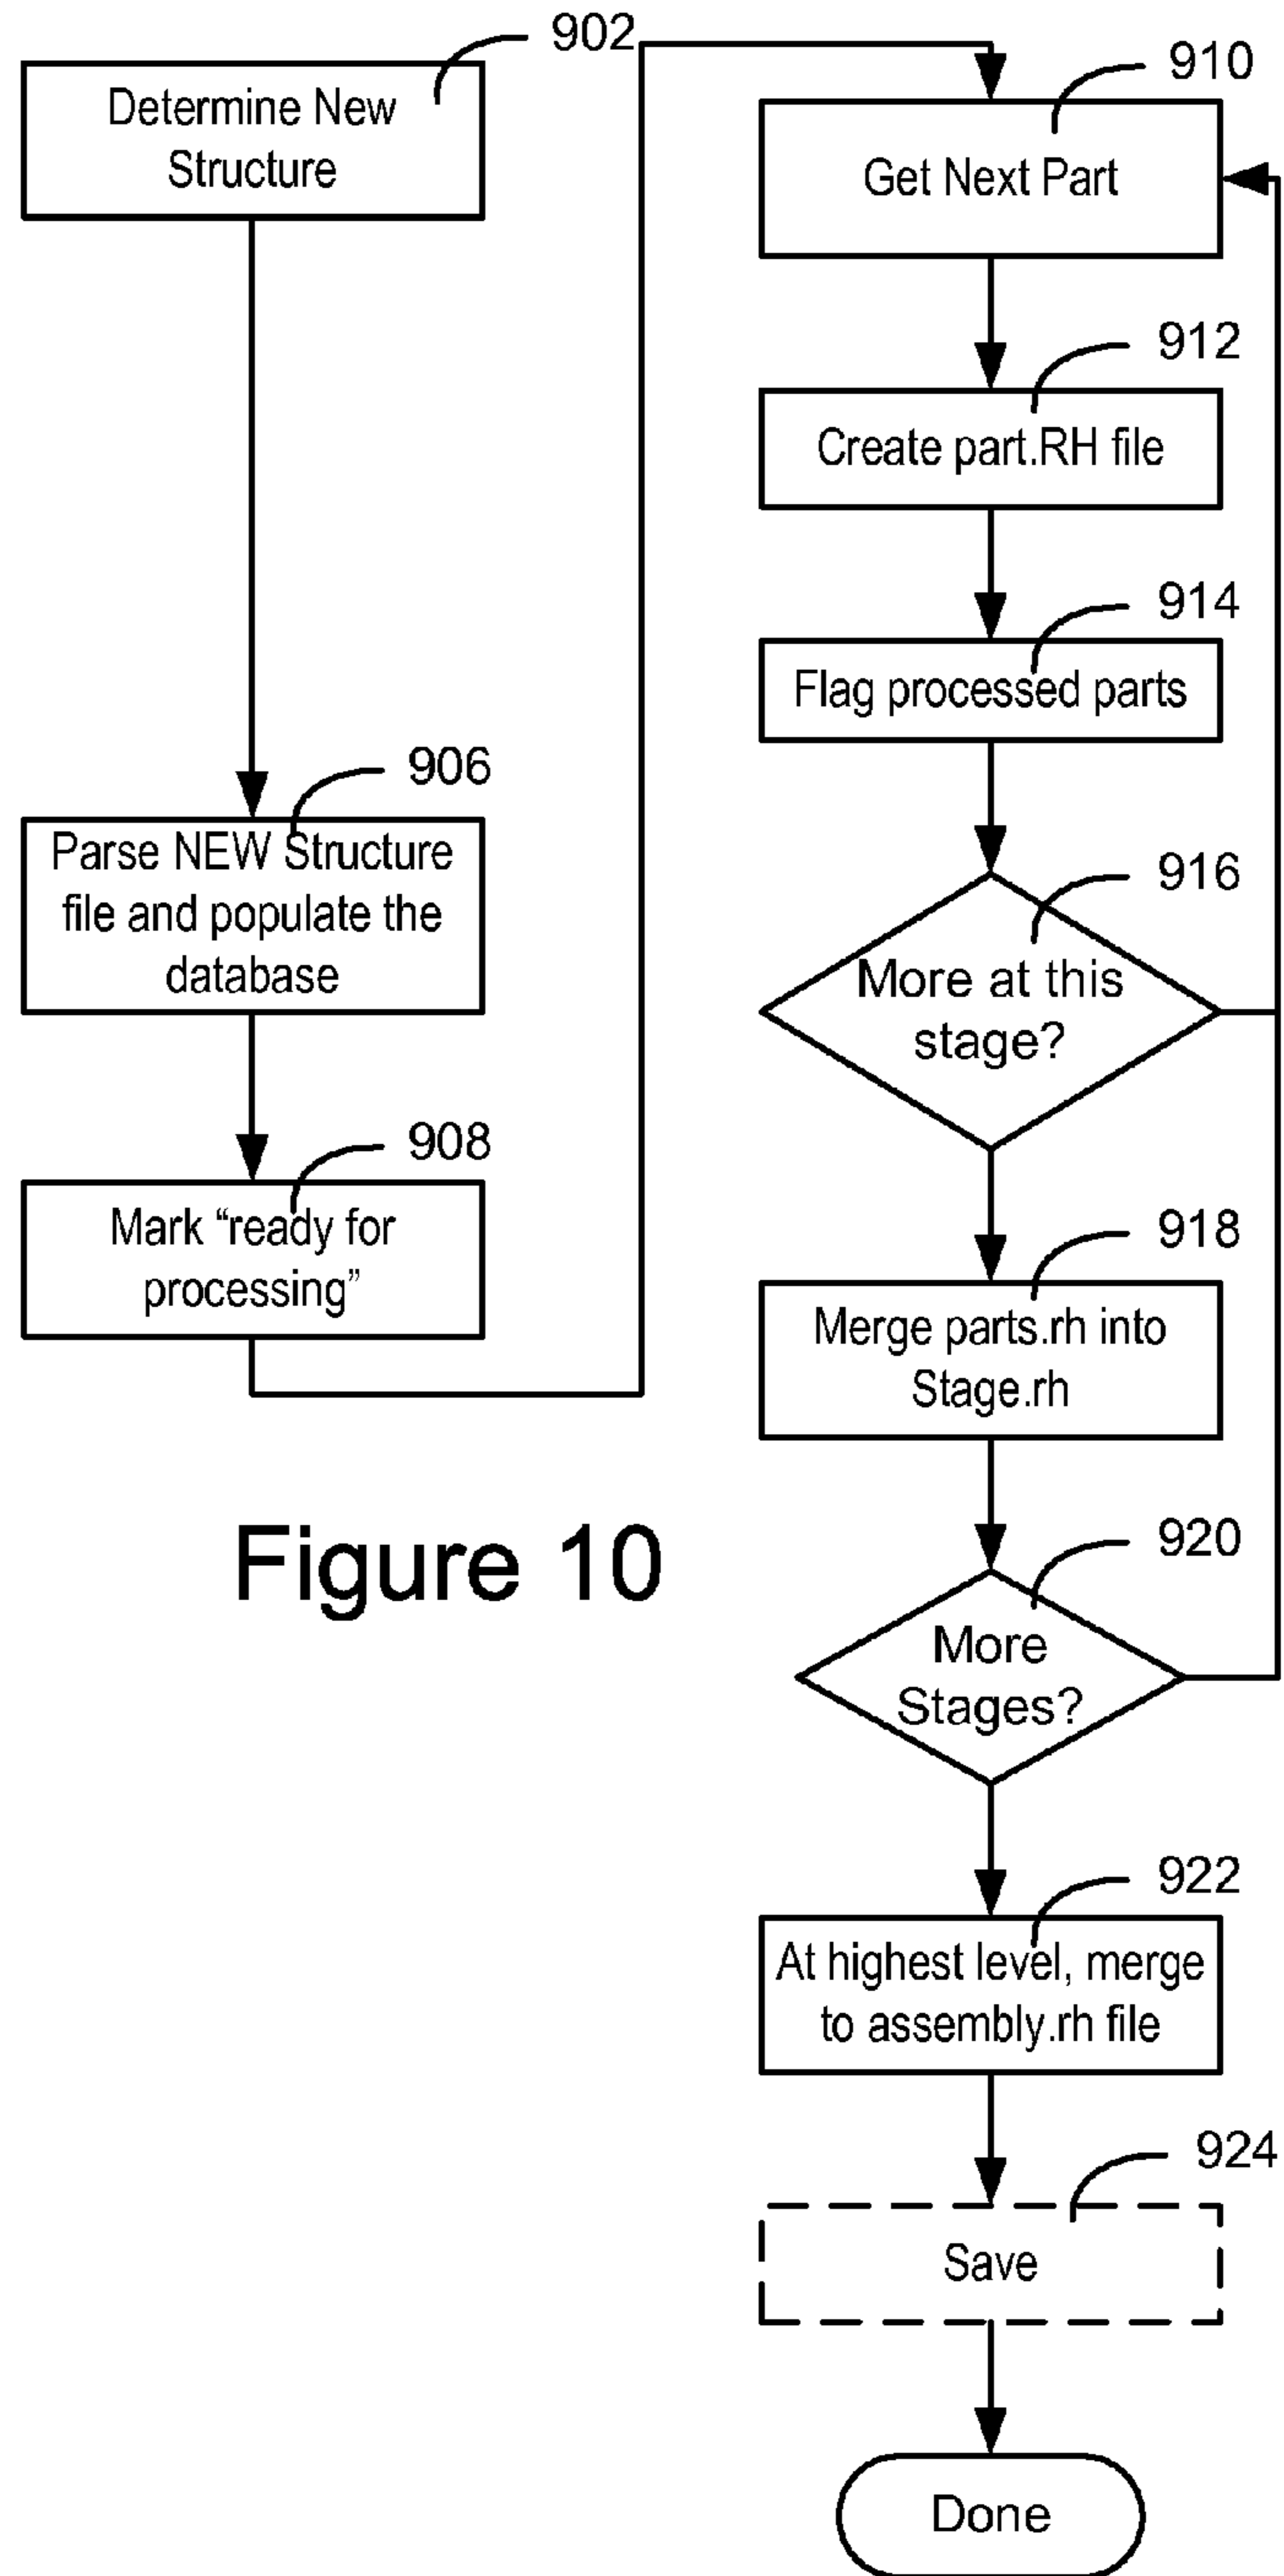 902
Determine New
Structure
906
Parse NEW Structure
file and populate the
database
908
Mark “ready for
processing”
910
Get Next Part
912
Create part.RH file
914
Flag processed parts
916
More at this
stage?
918
Merge parts.rh into
Stage.rh
920
More
Stages?
922
At highest level, merge
to assembly.rh file
924
Save
Done
Figure 10